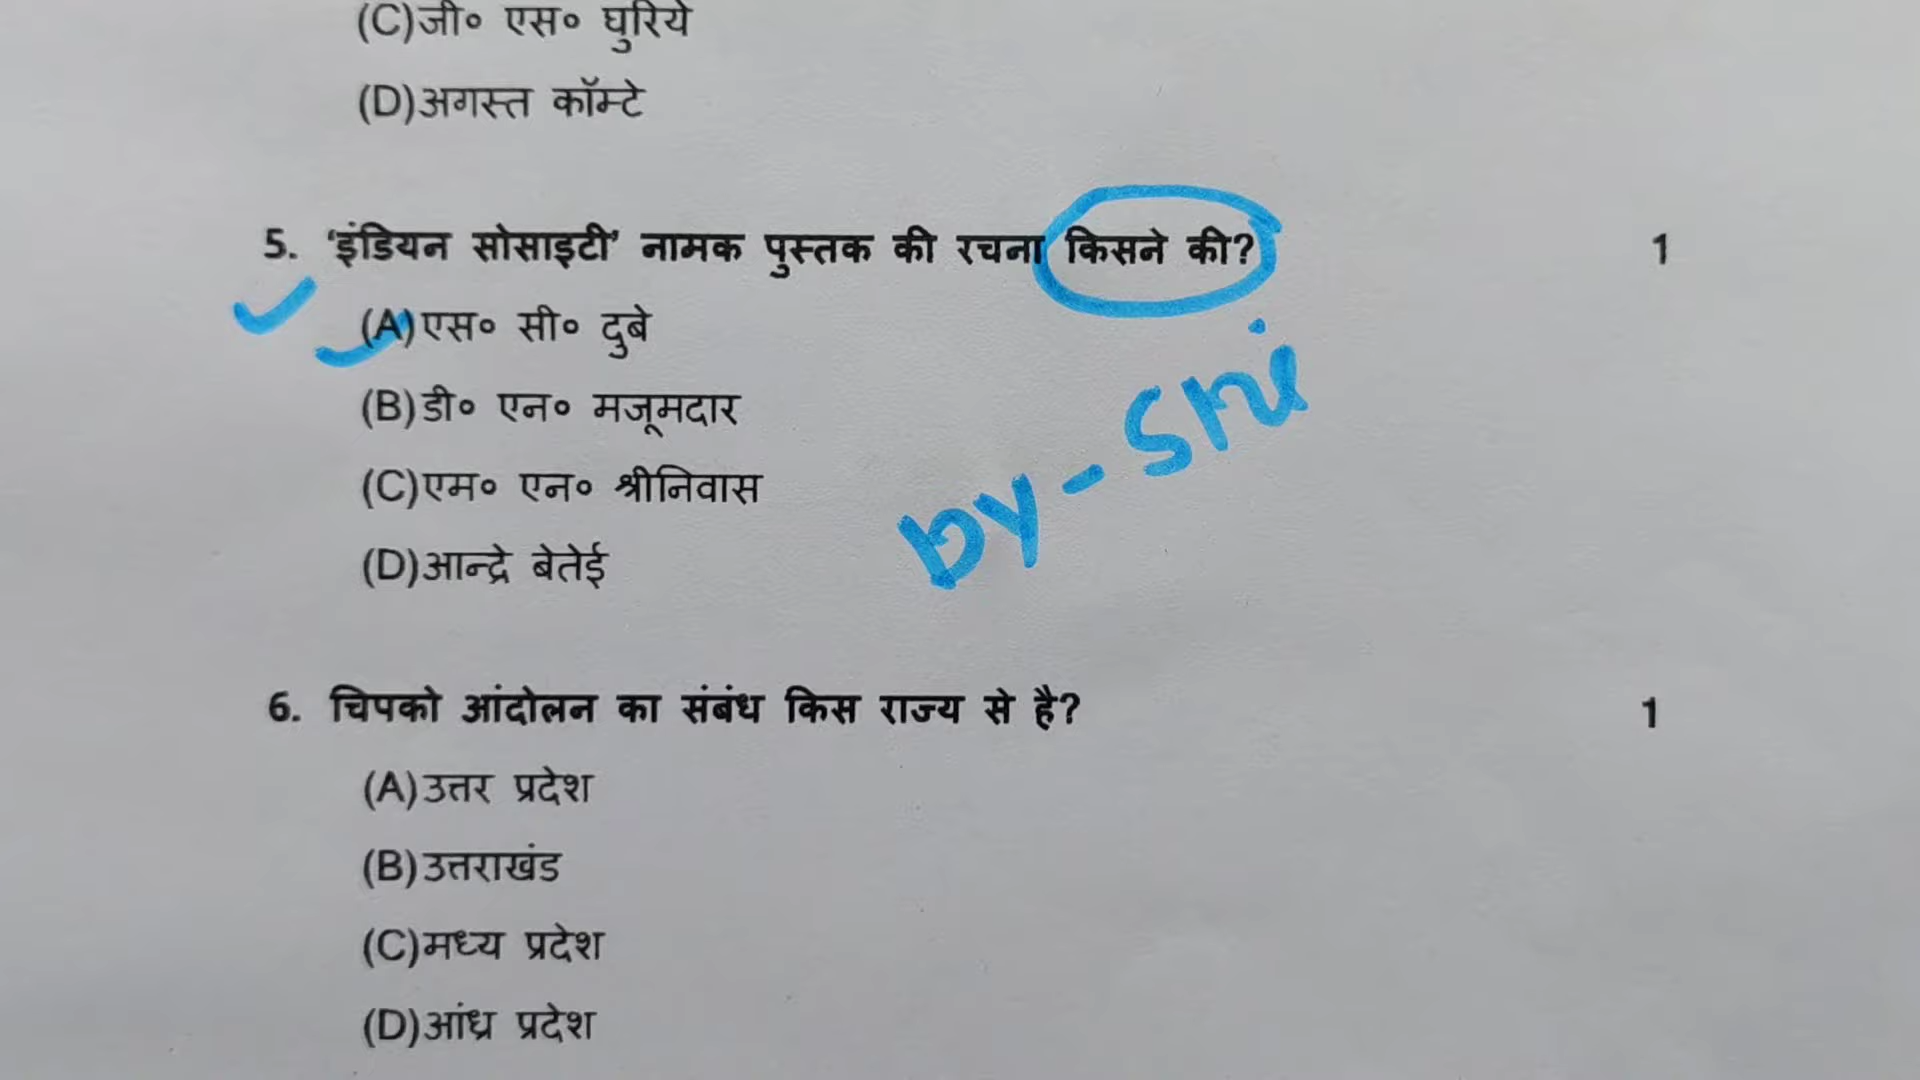 (C)जी० एस० घुरिये
(D)अगस्त कॉम्टे
5. 'इंडियन सोसाइटी' नामक पुस्तक की रचना किसने की? 1
(A)एस० सी० दुबे
(B)डी० एन० मजूमदार
(C)एम० एन० श्रीनिवास
(D)आन्द्रे बेतेई
by-Shi
6. चिपको आंदोलन का संबंध किस राज्य से है? 1
(A)उत्तर प्रदेश
(B)उत्तराखंड
(C)मध्य प्रदेश
(D)आंध्र प्रदेश